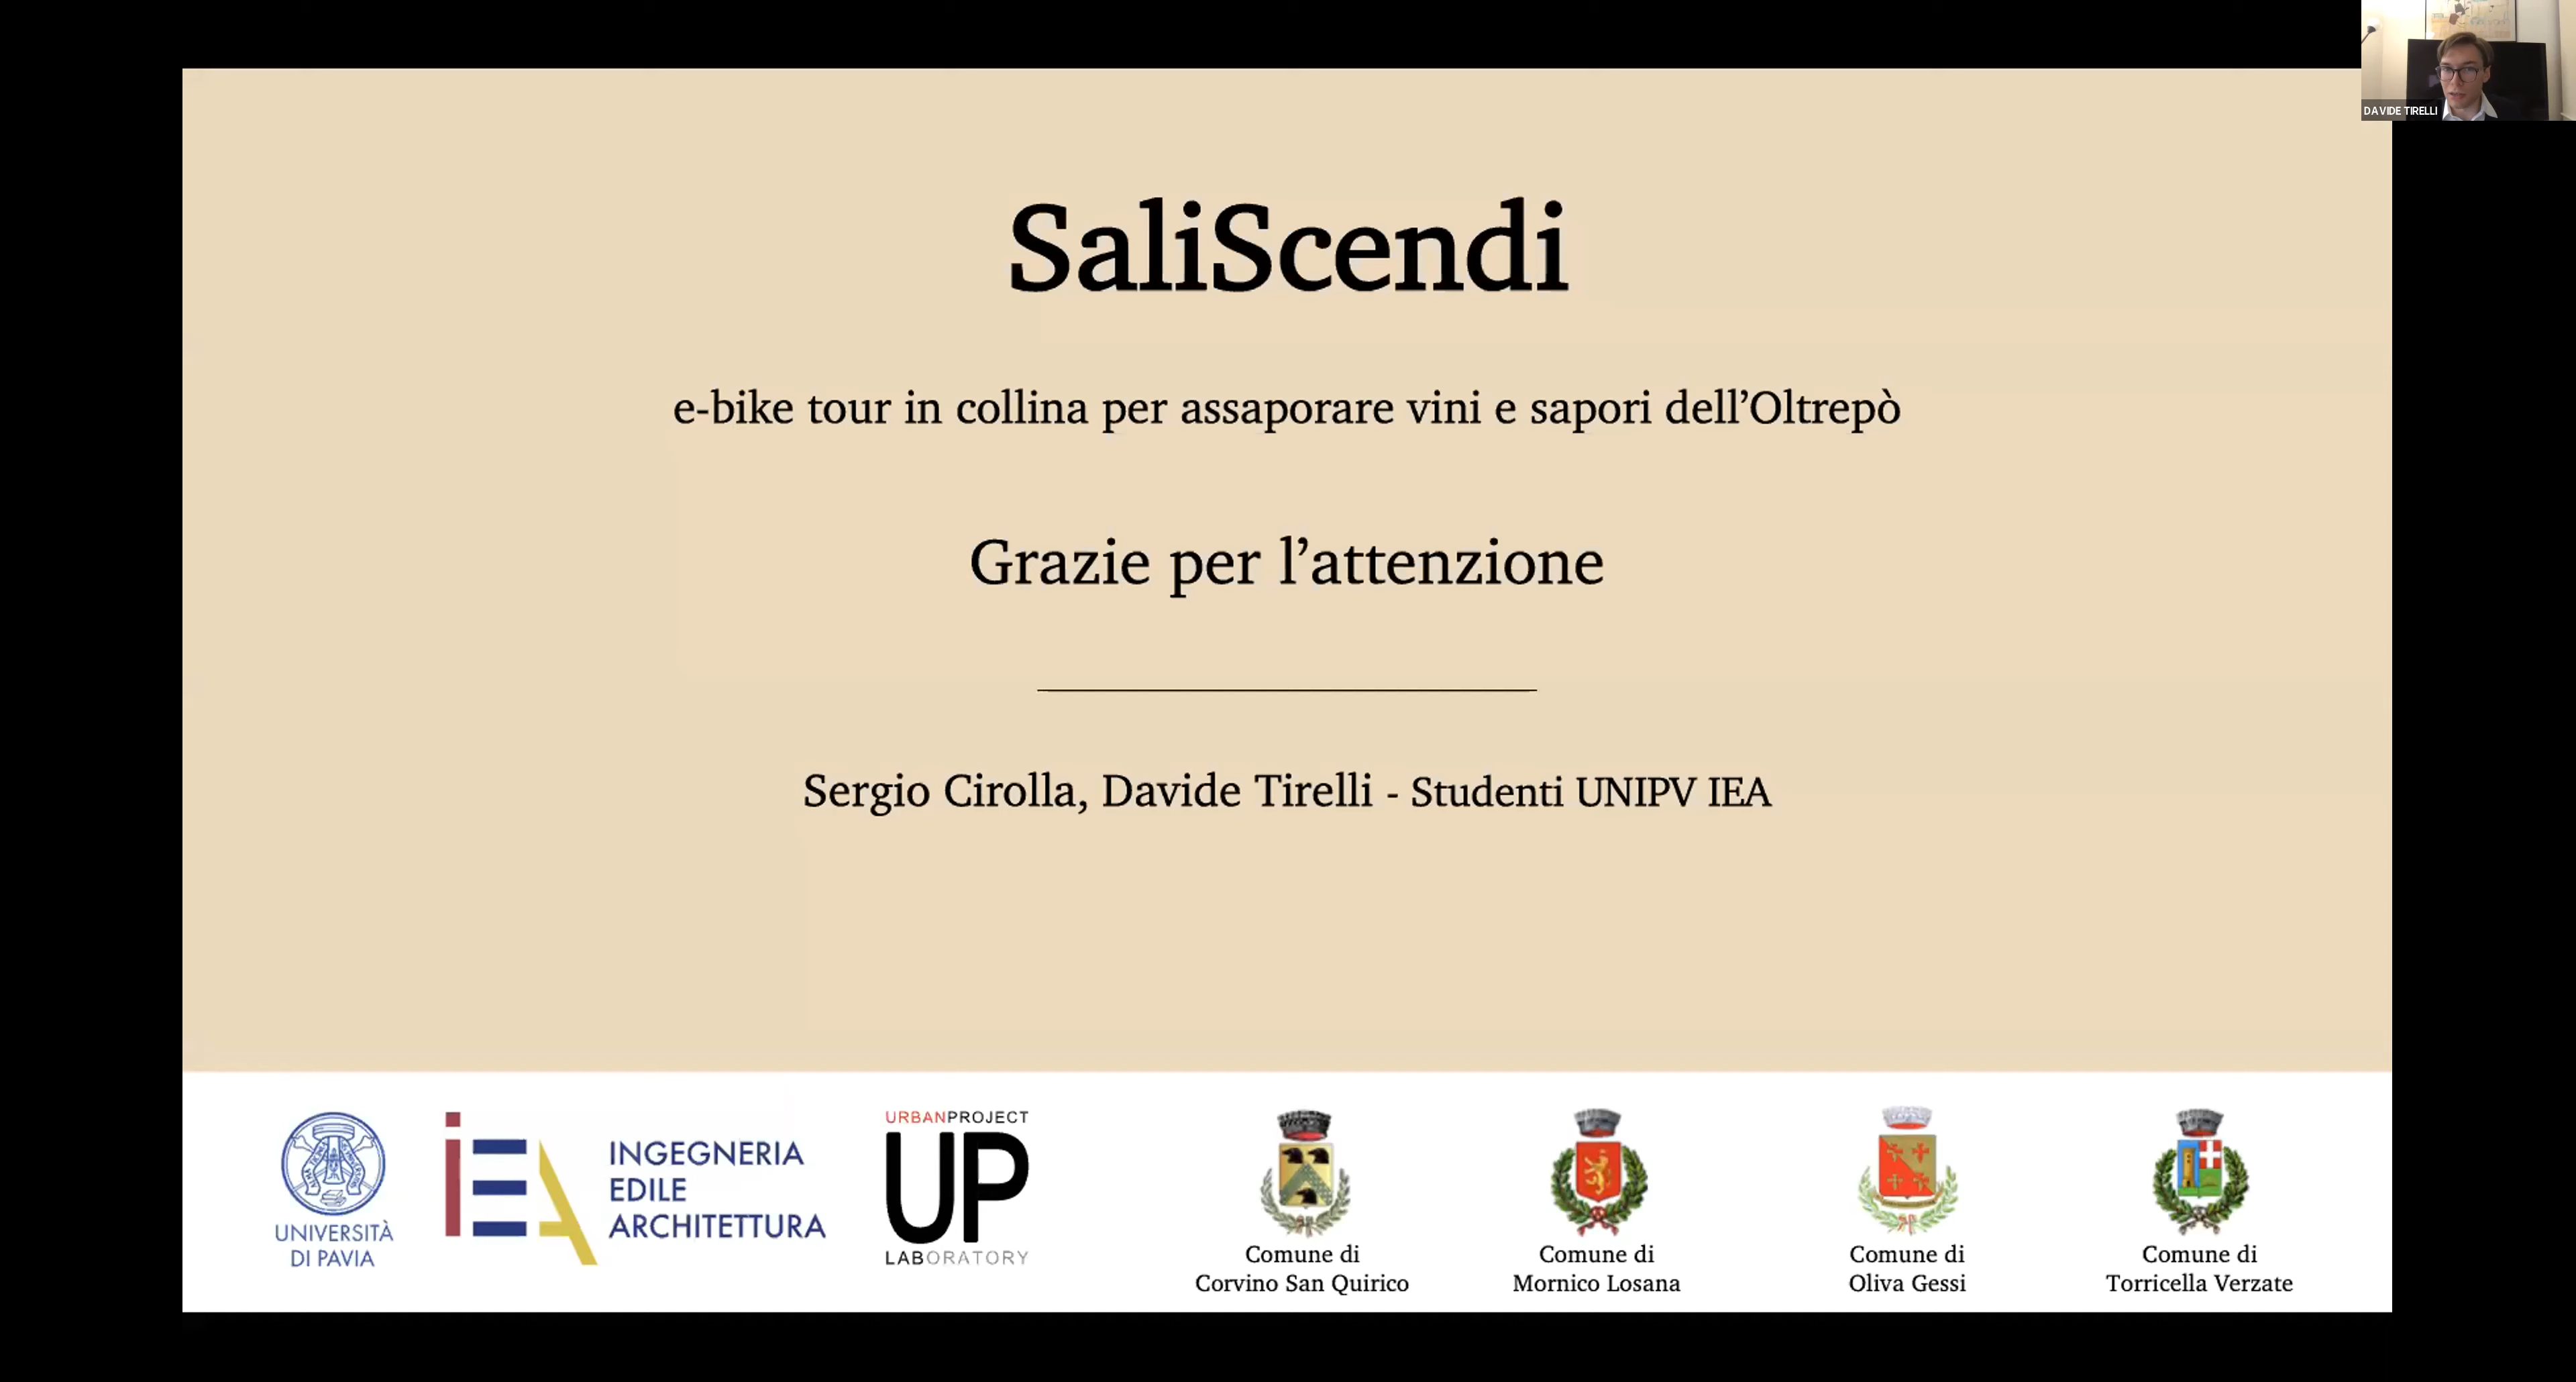 DAVIDE TIRELLI
SaliScendi
e-bike tour in collina per assaporare vini e sapori dell’Oltrepò
Grazie per l’attenzione
Sergio Cirolla, Davide Tirelli - Studenti UNIPV IEA
UNIVERSITÀ
DI PAVIA
iEA
INGEGNERIA
EDILE
ARCHITETTURA
URBANPROJECT
UP
LABORATORY
Comune di
Corvino San Quirico
Comune di
Mornico Losana
Comune di
Oliva Gessi
Comune di
Torricella Verzate